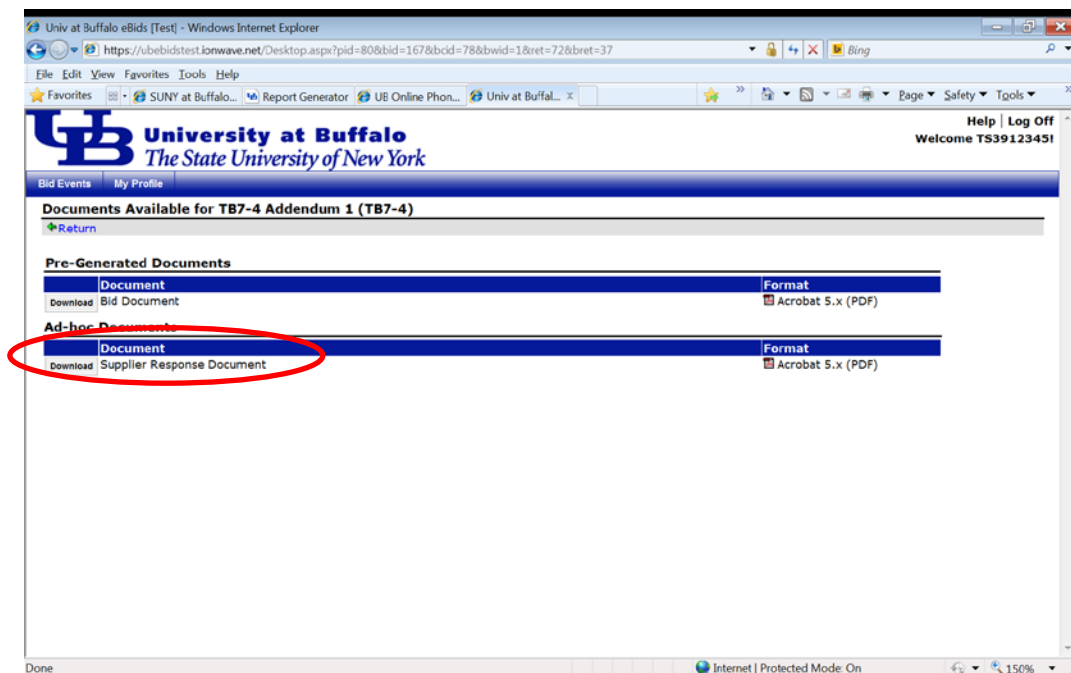 Univ at Buffalo eBids [Test] - Windows Internet Explorer
https://ubebidstest.ionwave.net/Desktop.aspx?pid=80&bid=167&bcid=78&bwid=1&ret=72&bret=37 Bing
File Edit View Favorites Tools Help
Favorites SUNY at Buffalo... Report Generator UB Online Phon... Univ at Buffal... x » Page Safety Tools »
Help | Log Off
UB University at Buffalo Welcome TS3912345!
The State University of New York
Bid Events My Profile
Documents Available for TB7-4 Addendum 1 (TB7-4)
Return
Pre-Generated Documents
Document Format
Download Bid Document Acrobat 5.x (PDF)
Ad-hoc Documents
Document Format
Download Supplier Response Document Acrobat 5.x (PDF)
Done Internet | Protected Mode: On 150%